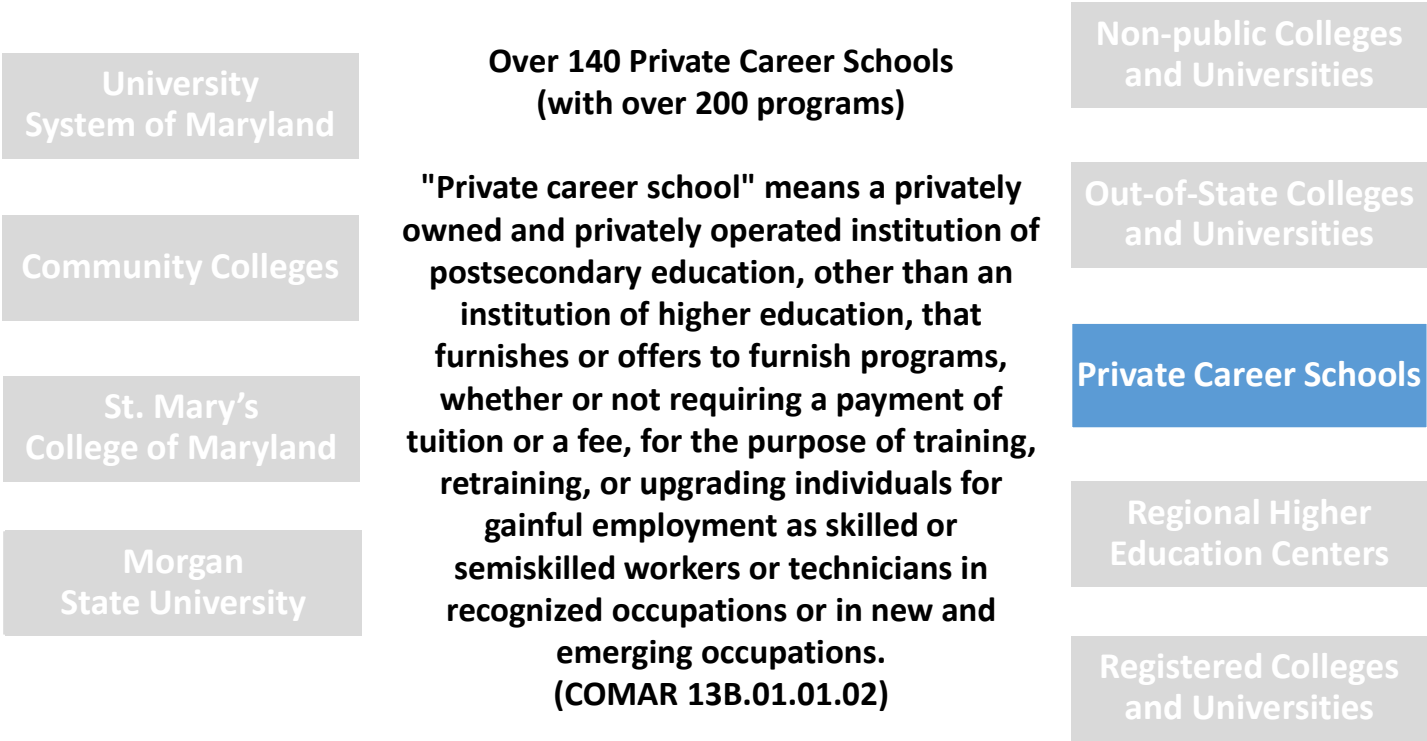 University
System of Maryland
Community Colleges
St. Mary’s
College of Maryland
Morgan
State University
Over 140 Private Career Schools
(with over 200 programs)
"Private career school" means a privately
owned and privately operated institution of
postsecondary education, other than an
institution of higher education, that
furnishes or offers to furnish programs,
whether or not requiring a payment of
tuition or a fee, for the purpose of training,
retraining, or upgrading individuals for
gainful employment as skilled or
semiskilled workers or technicians in
recognized occupations or in new and
emerging occupations.
(COMAR 13B.01.01.02)
Non-public Colleges
and Universities
Out-of-State Colleges
and Universities
Private Career Schools
Regional Higher
Education Centers
Registered Colleges
and Universities